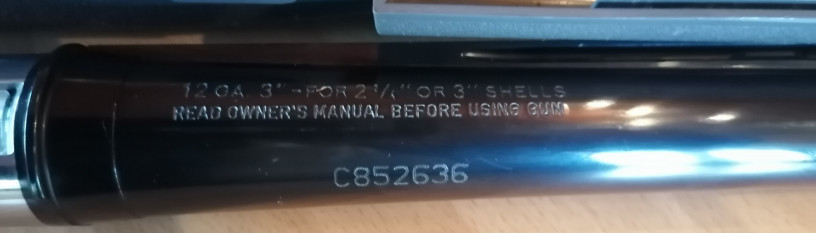 12 GA. 3"-FOR 2 3/4" OR 3" SHELLS
READ OWNER'S MANUAL BEFORE USING GUN
C852636